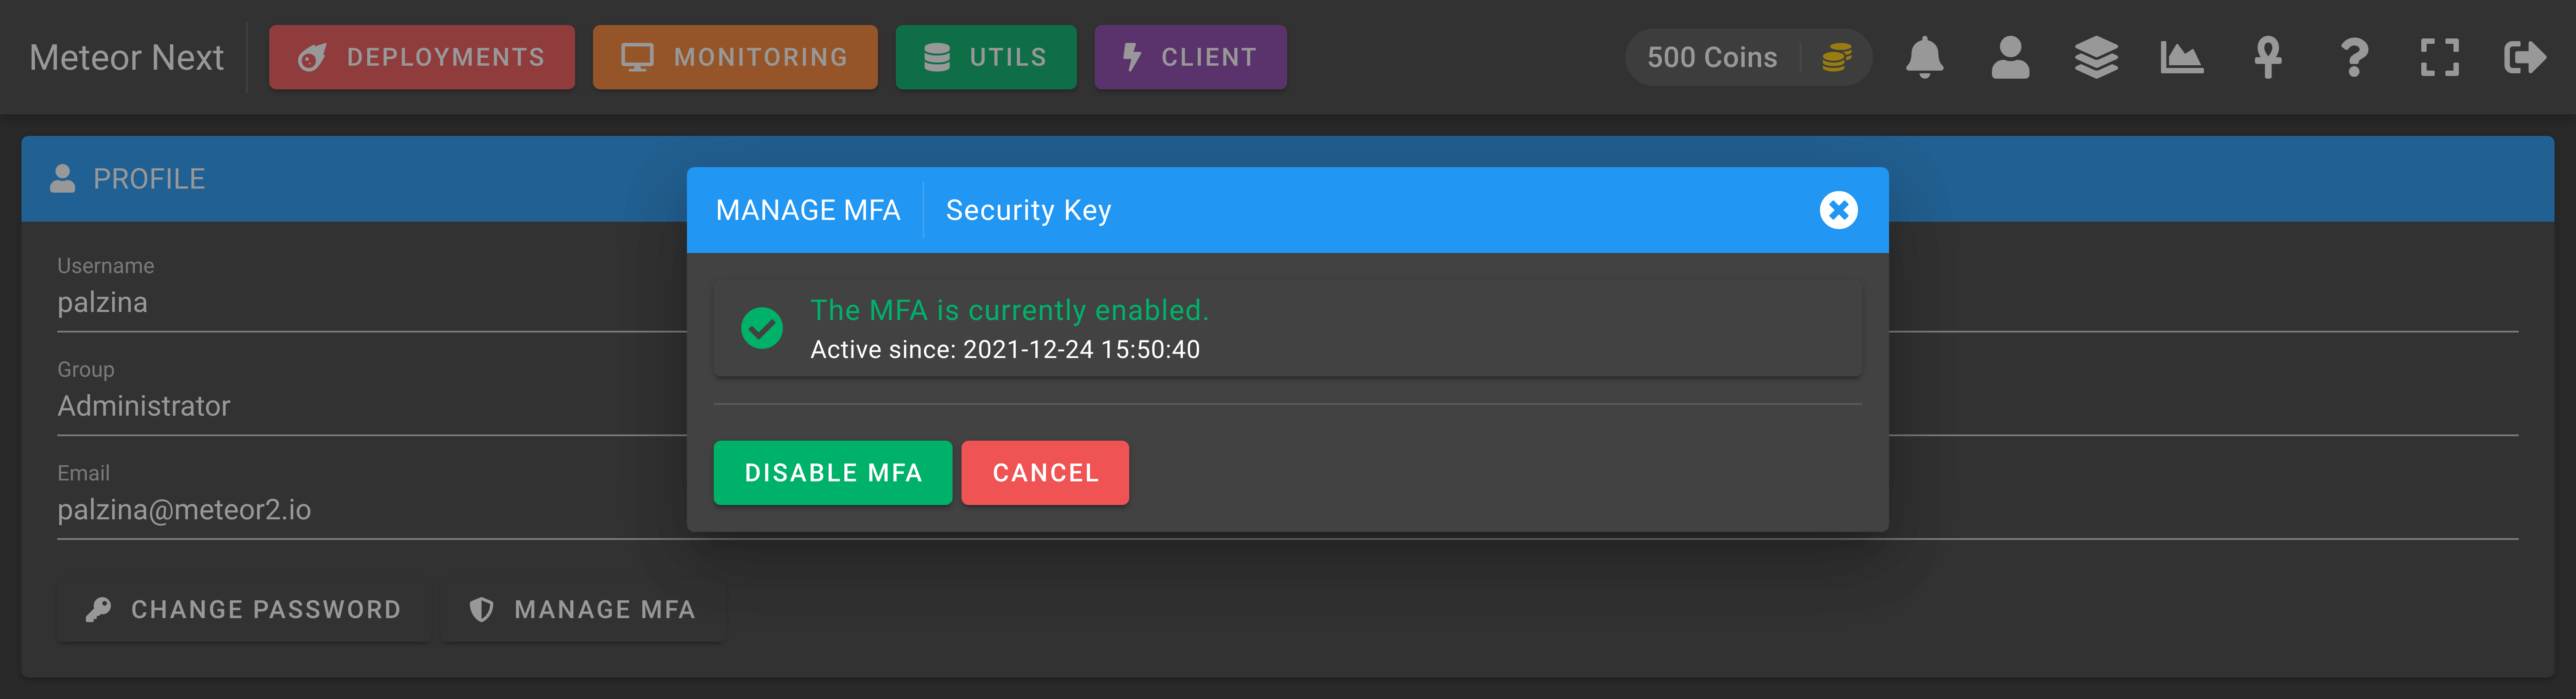 Meteor Next
DEPLOYMENTS
MONITORING
UTILS
CLIENT
500 Coins
PROFILE
MANAGE MFA
Security Key
The MFA is currently enabled.
Active since: 2021-12-24 15:50:40
DISABLE MFA
CANCEL
Username
palzina
Group
Administrator
Email
palzina@meteor2.io
CHANGE PASSWORD
MANAGE MFA